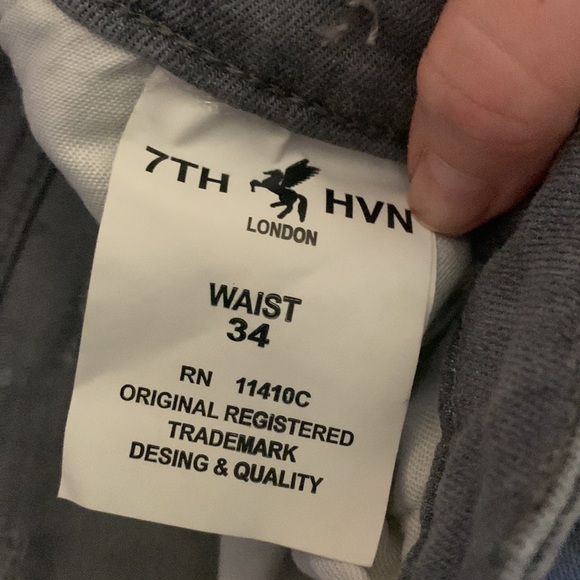 7TH HVN
LONDON
WAIST
34
RN 11410C
ORIGINAL REGISTERED
TRADEMARK
DESING & QUALITY